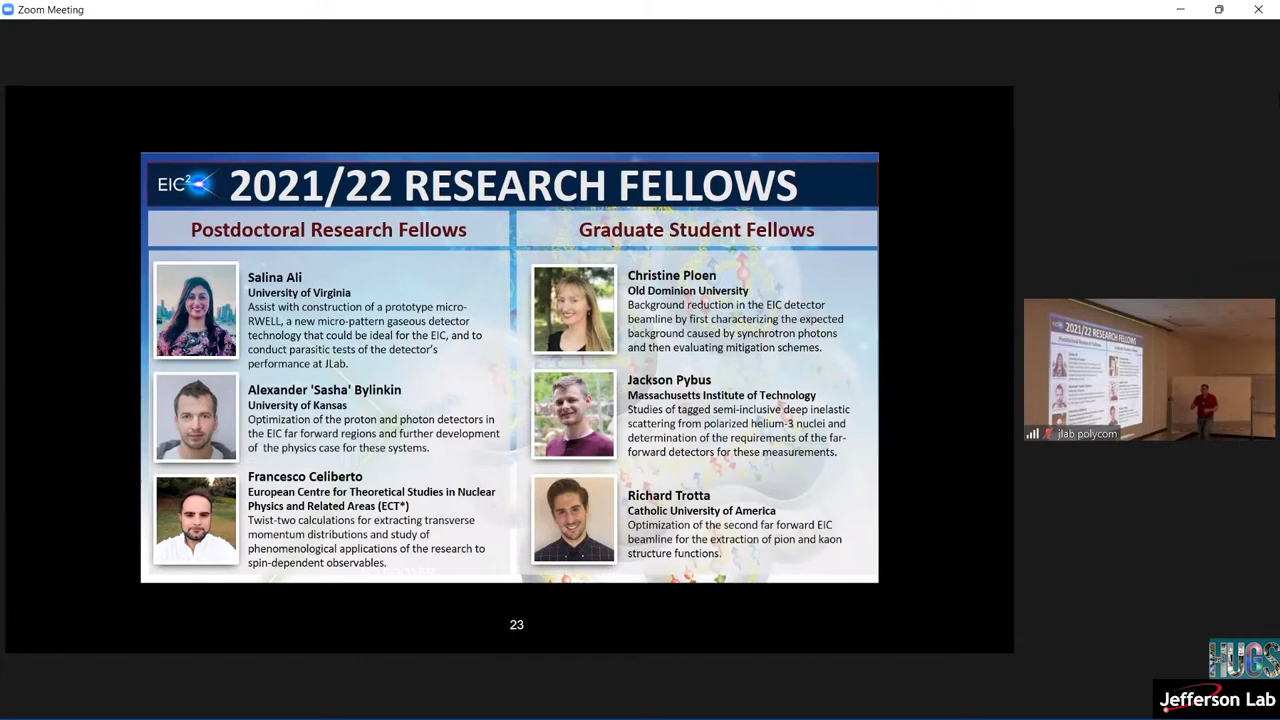 Zoom Meeting
EIC²
2021/22 RESEARCH FELLOWS
Postdoctoral Research Fellows
Salina Ali
University of Virginia
Assist with construction of a prototype micro-
RWELL, a new micro-pattern gaseous detector
technology that could be ideal for the EIC, and to
conduct parasitic tests of the detector's
performance at JLab.
Alexander 'Sasha' Bylinkin
University of Kansas
Optimization of the proton and photon detectors in
the EIC far forward regions and further development
of the physics case for these systems.
Francesco Celiberto
European Centre for Theoretical Studies in Nuclear
Physics and Related Areas (ECT*)
Twist-two calculations for extracting transverse
momentum distributions and study of
phenomenological applications of the research to
spin-dependent observables.
Graduate Student Fellows
Christine Ploen
Old Dominion University
Background reduction in the EIC detector
beamline by first characterizing the expected
background caused by synchrotron photons
and then evaluating mitigation schemes.
Jackson Pybus
Massachusetts Institute of Technology
Studies of tagged semi-inclusive deep inelastic
scattering from polarized helium-3 nuclei and
determination of the requirements of the far-
forward detectors for these measurements.
Richard Trotta
Catholic University of America
Optimization of the second far forward EIC
beamline for the extraction of pion and kaon
structure functions.
23
2021/22 RESEARCH FELLOWS
jlab polycom
HUGS
Jefferson Lab